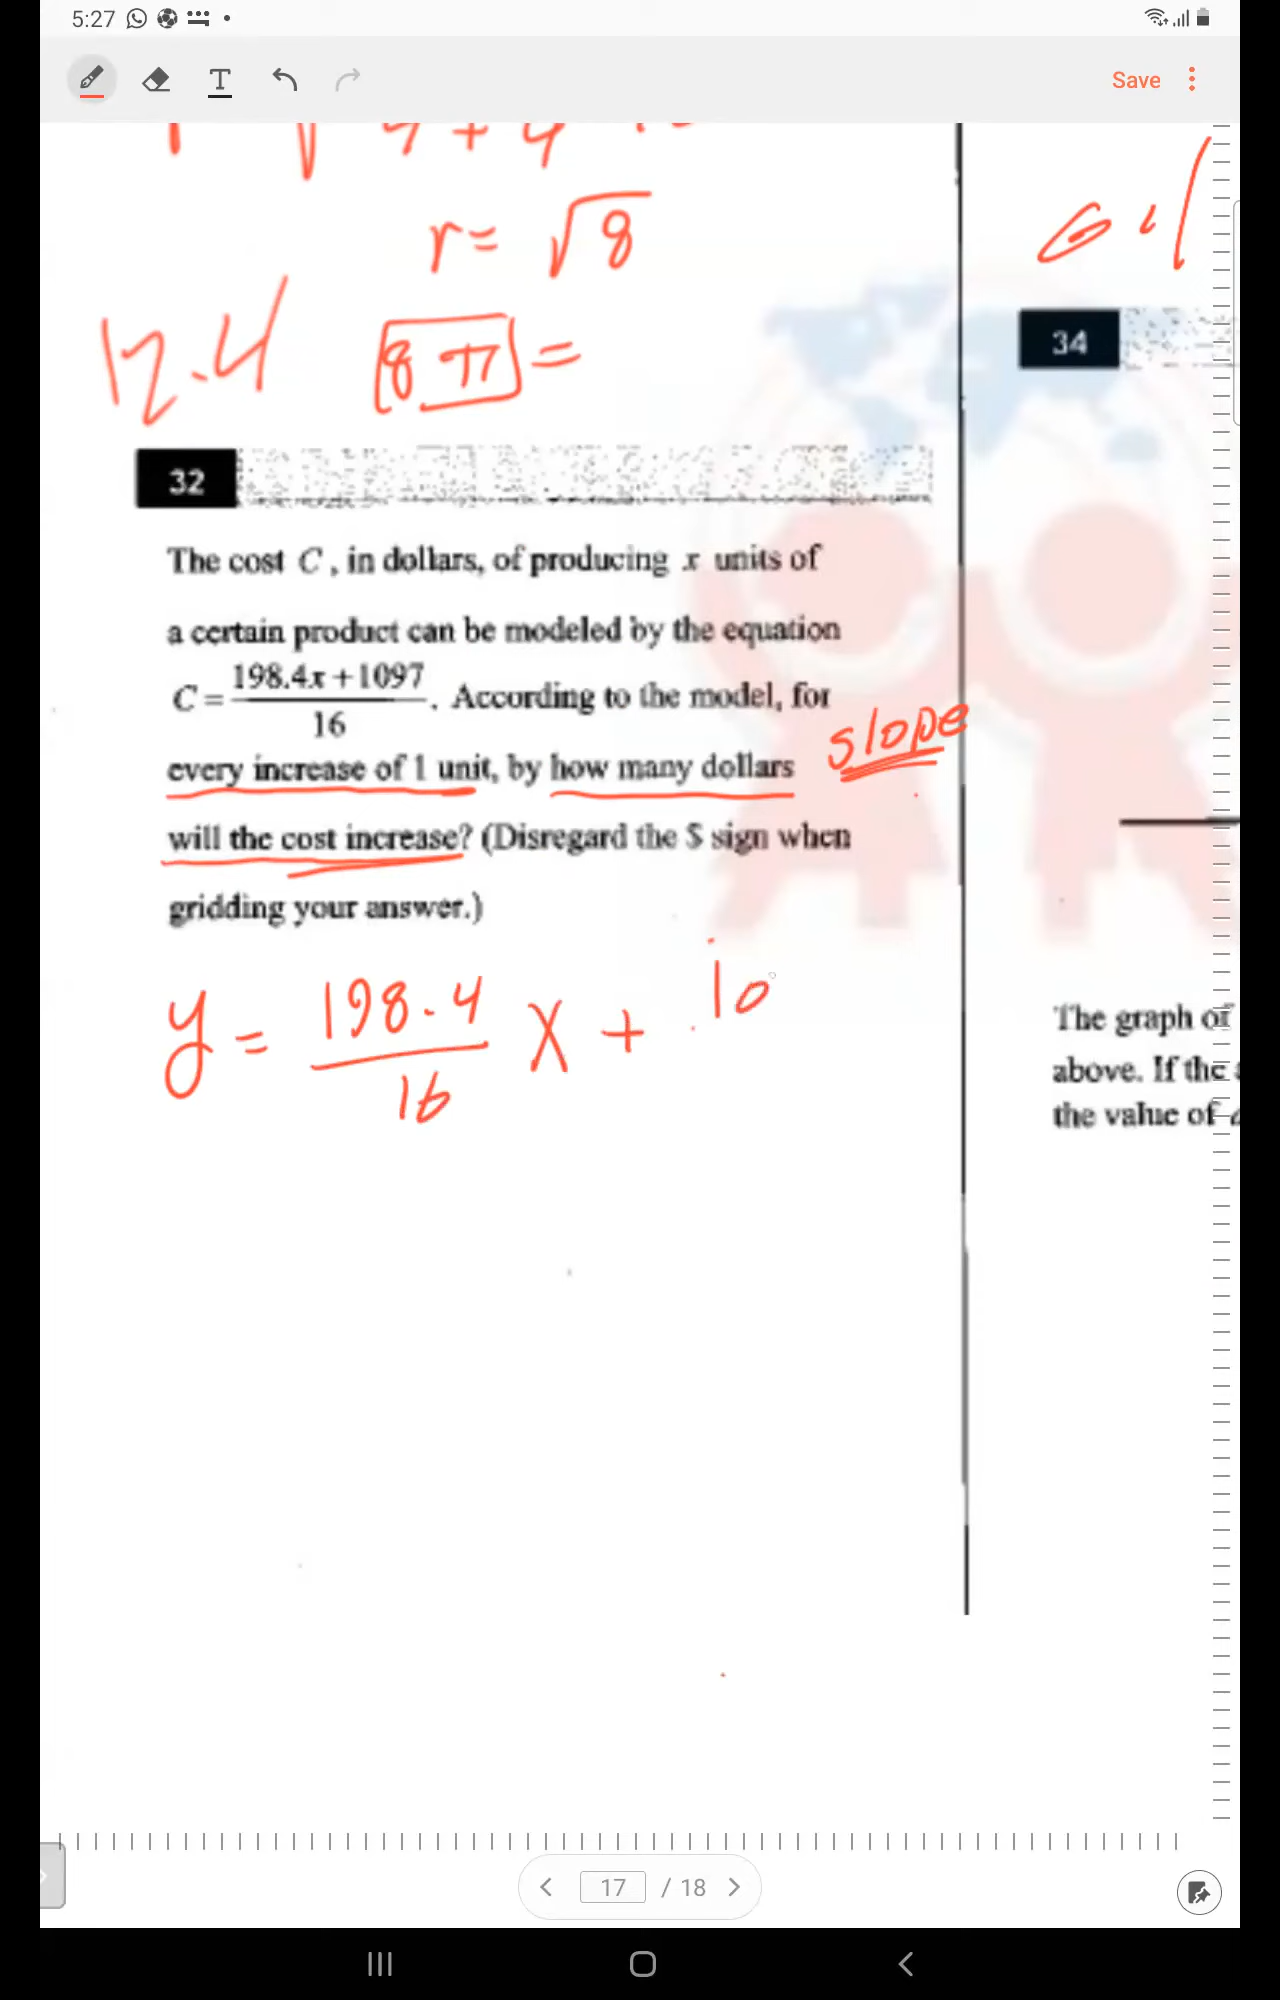 5:27
T
Save
r = √8
12.4
8 π =
6.1
34
32
The cost C, in dollars, of producing x units of
a certain product can be modeled by the equation
C = (198.4x + 1097)/16 . According to the model, for
slope
every increase of 1 unit, by how many dollars
will the cost increase? (Disregard the $ sign when
gridding your answer.)
y = 198.4/16 x + 10
The graph of
above. If the
the value of
17 / 18